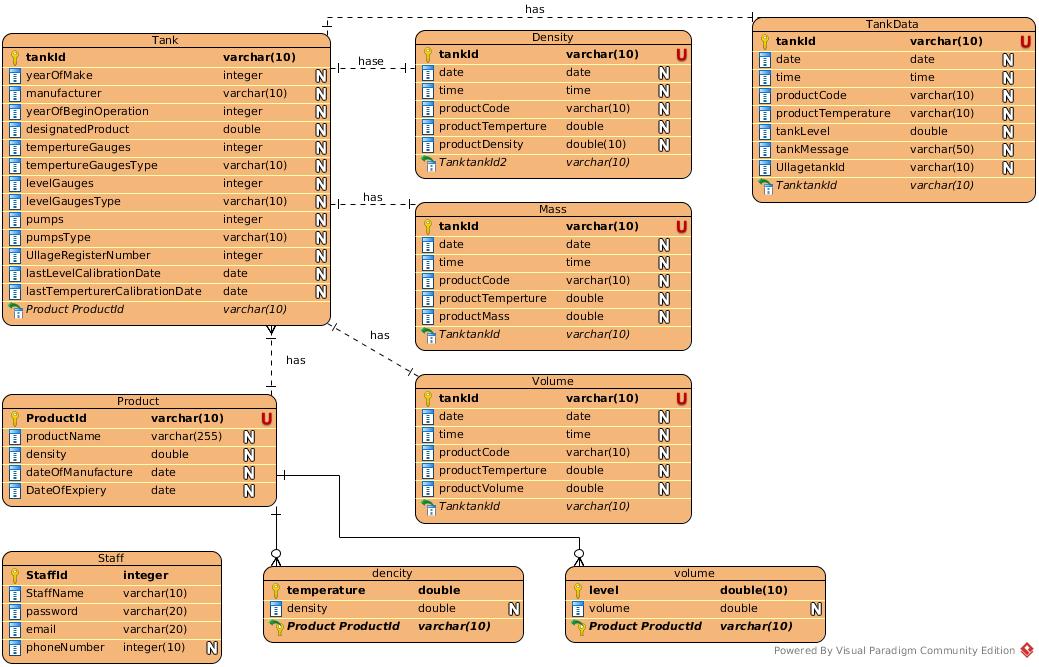 has
Tank
tankId varchar(10)
yearOfMake integer N
manufacturer varchar(10) N
yearOfBeginOperation integer N
designatedProduct double N
tempertureGauges integer N
tempertureGaugesType varchar(10) N
levelGauges integer N
levelGaugesType varchar(10) N
pumps integer N
pumpsType varchar(10) N
UllageRegisterNumber integer N
lastLevelCalibrationDate date N
lastTemperturerCalibrationDate date N
Product ProductId varchar(10)
hase
Density
tankId varchar(10) U
date date N
time time N
productCode varchar(10) N
productTemperture double N
productDensity double(10) N
TanktankId2 varchar(10)
TankData
tankId varchar(10) U
date date N
time time N
productCode varchar(10) N
productTemperature varchar(10) N
tankLevel double N
tankMessage varchar(50) N
UllagetankId varchar(10) N
TanktankId varchar(10)
has
Mass
tankId varchar(10) U
date date N
time time N
productCode varchar(10) N
productTemperture double N
productMass double N
TanktankId varchar(10)
has
has
Volume
tankId varchar(10) U
date date N
time time N
productCode varchar(10) N
productTemperture double N
productVolume double N
TanktankId varchar(10)
Product
ProductId varchar(10) U
productName varchar(255) N
density double N
dateOfManufacture date N
DateOfExpiery date N
Staff
StaffId integer
StaffName varchar(10)
password varchar(20)
email varchar(20)
phoneNumber integer(10) N
dencity
temperature double
density double N
Product ProductId varchar(10)
volume
level double(10)
volume double N
Product ProductId varchar(10)
Powered By Visual Paradigm Community Edition